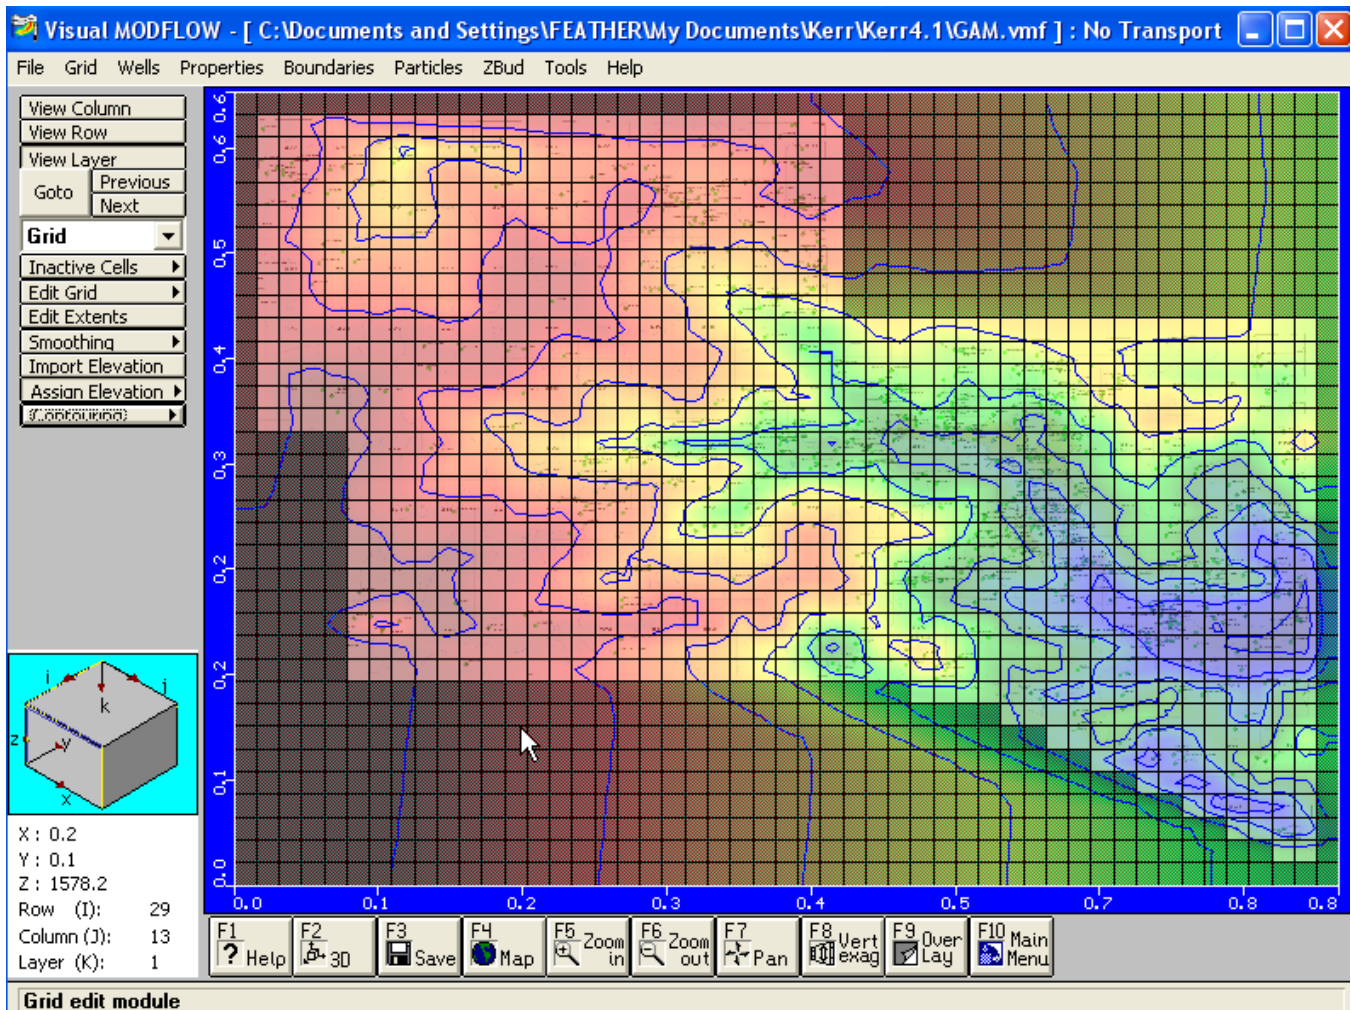 Visual MODFLOW - [ C:\Documents and Settings\FEATHER\My Documents\Kerr\Kerr4.1\GAM.vmf ] : No Transport
File Grid Wells Properties Boundaries Particles ZBud Tools Help
View Column
View Row
View Layer
Goto
Previous
Next
Grid
Inactive Cells
Edit Grid
Edit Extents
Smoothing
Import Elevation
Assign Elevation
Contouring
i
j
k
z
y
x
X : 0.2
Y : 0.1
Z : 1578.2
Row (I): 29
Column (J): 13
Layer (K): 1
0.6
0.6
0.5
0.4
0.3
0.2
0.2
0.1
0.0
0.0 0.1 0.2 0.3 0.4 0.5 0.6 0.7 0.8 0.8
F1 ? Help
F2 3D
F3 Save
F4 Map
F5 Zoom in
F6 Zoom out
F7 Pan
F8 Vert exag
F9 Over Lay
F10 Main Menu
Grid edit module